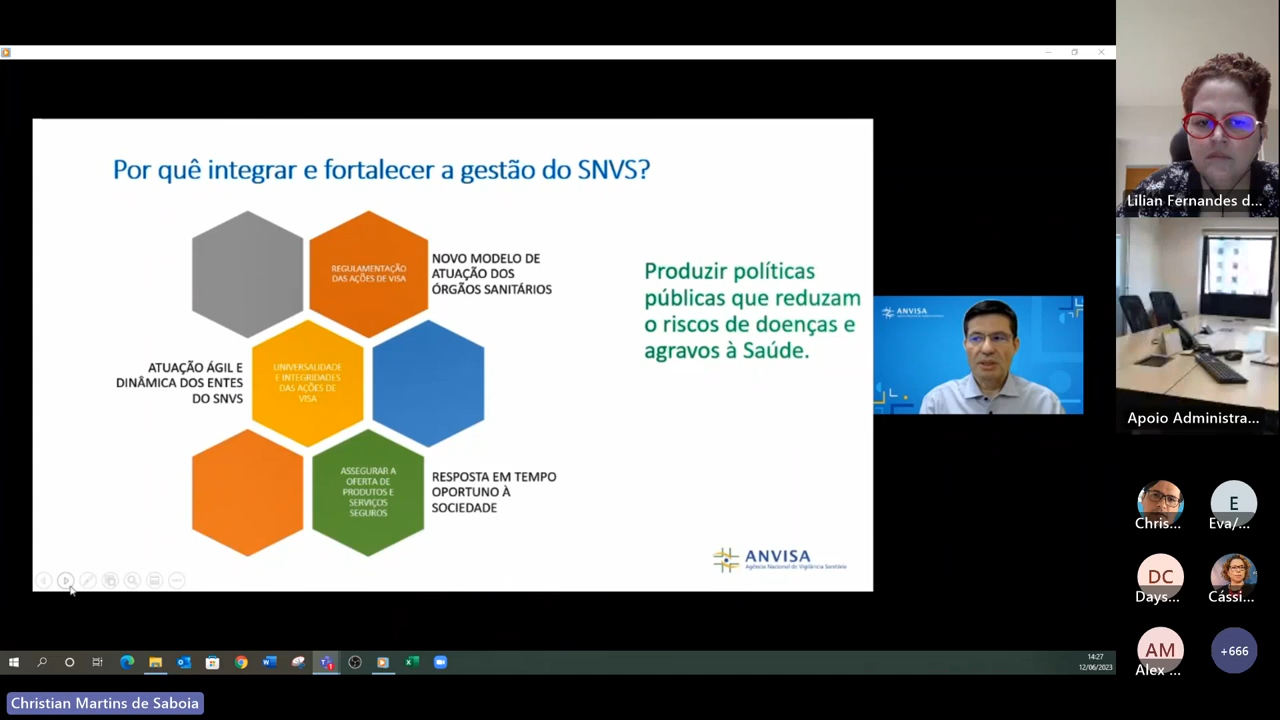 Por quê integrar e fortalecer a gestão do SNVS?
REGULAMENTAÇÃO
DAS AÇÕES DE VISA
NOVO MODELO DE
ATUAÇÃO DOS
ÓRGÃOS SANITÁRIOS
ATUAÇÃO ÁGIL E
DINÂMICA DOS ENTES
DO SNVS
UNIVERSALIDADE
E INTEGRIDADES
DAS AÇÕES DE
VISA
ASSEGURAR A
OFERTA DE
PRODUTOS E
SERVIÇOS
SEGUROS
RESPOSTA EM TEMPO
OPORTUNO À
SOCIEDADE
Produzir políticas
públicas que reduzam
o riscos de doenças e
agravos à Saúde.
ANVISA
Agência Nacional de Vigilância Sanitária
ANVISA
Lilian Fernandes d...
Apoio Administra...
Chris...
Eva/...
E
DC
Days...
Cássi...
AM
Alex ...
+666
14:27
12/06/2023
Christian Martins de Saboia